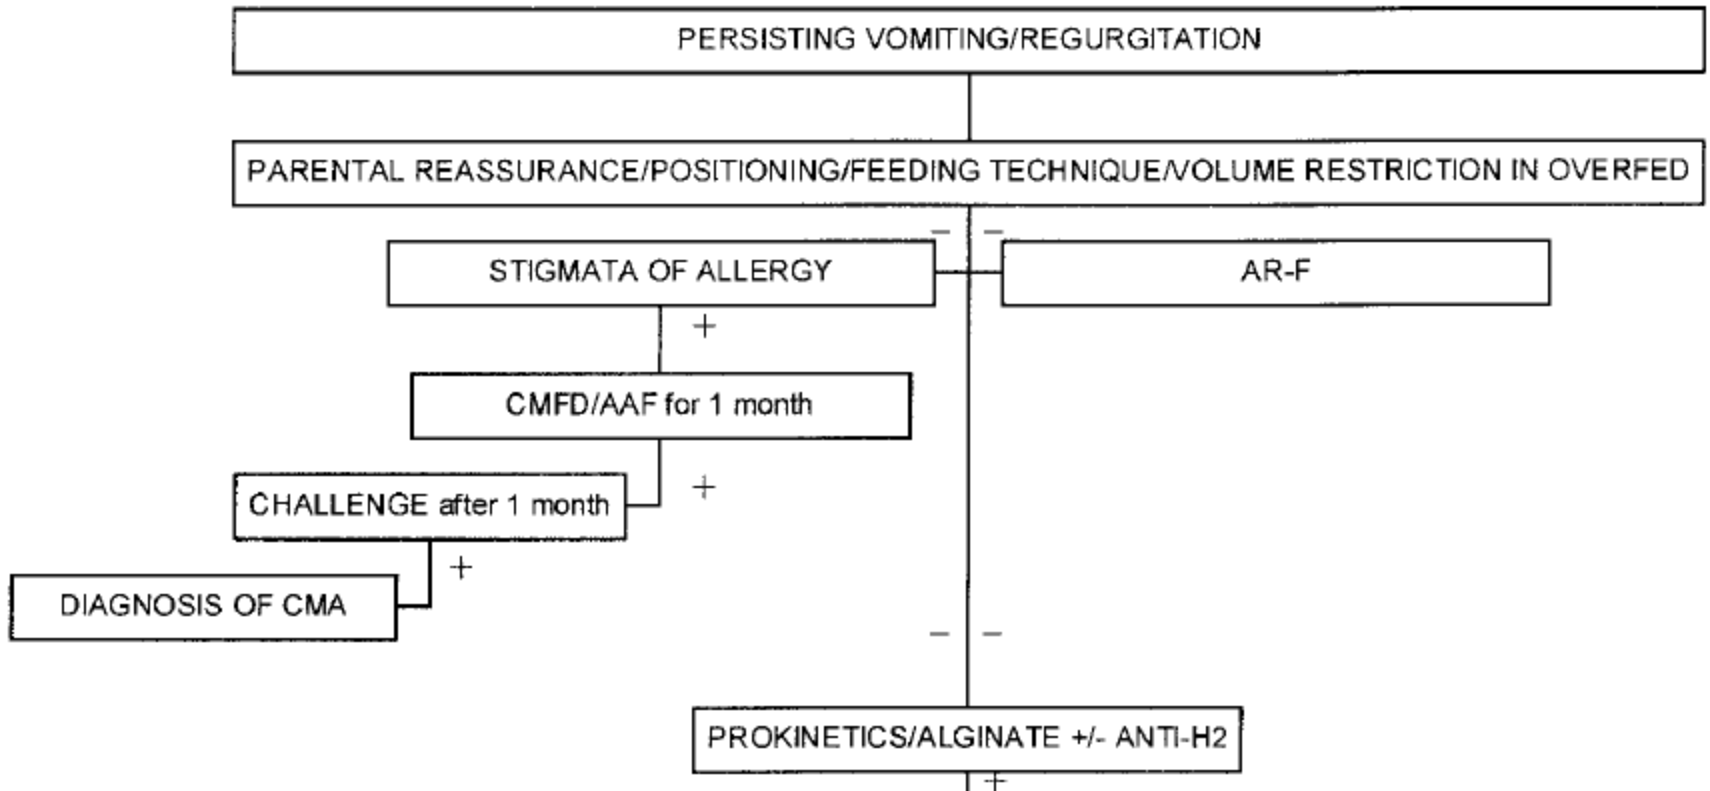 PERSISTING VOMITING/REGURGITATION
PARENTAL REASSURANCE/POSITIONING/FEEDING TECHNIQUE/VOLUME RESTRICTION IN OVERFED
− −
STIGMATA OF ALLERGY
AR-F
+
CMFD/AAF for 1 month
+
CHALLENGE after 1 month
+
DIAGNOSIS OF CMA
− −
PROKINETICS/ALGINATE +/- ANTI-H2
+